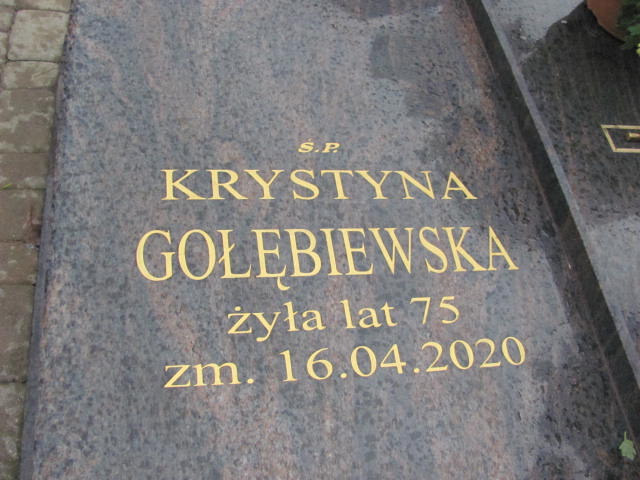 Ś.P.
KRYSTYNA
GOŁĘBIEWSKA
żyła lat 75
zm. 16.04.2020